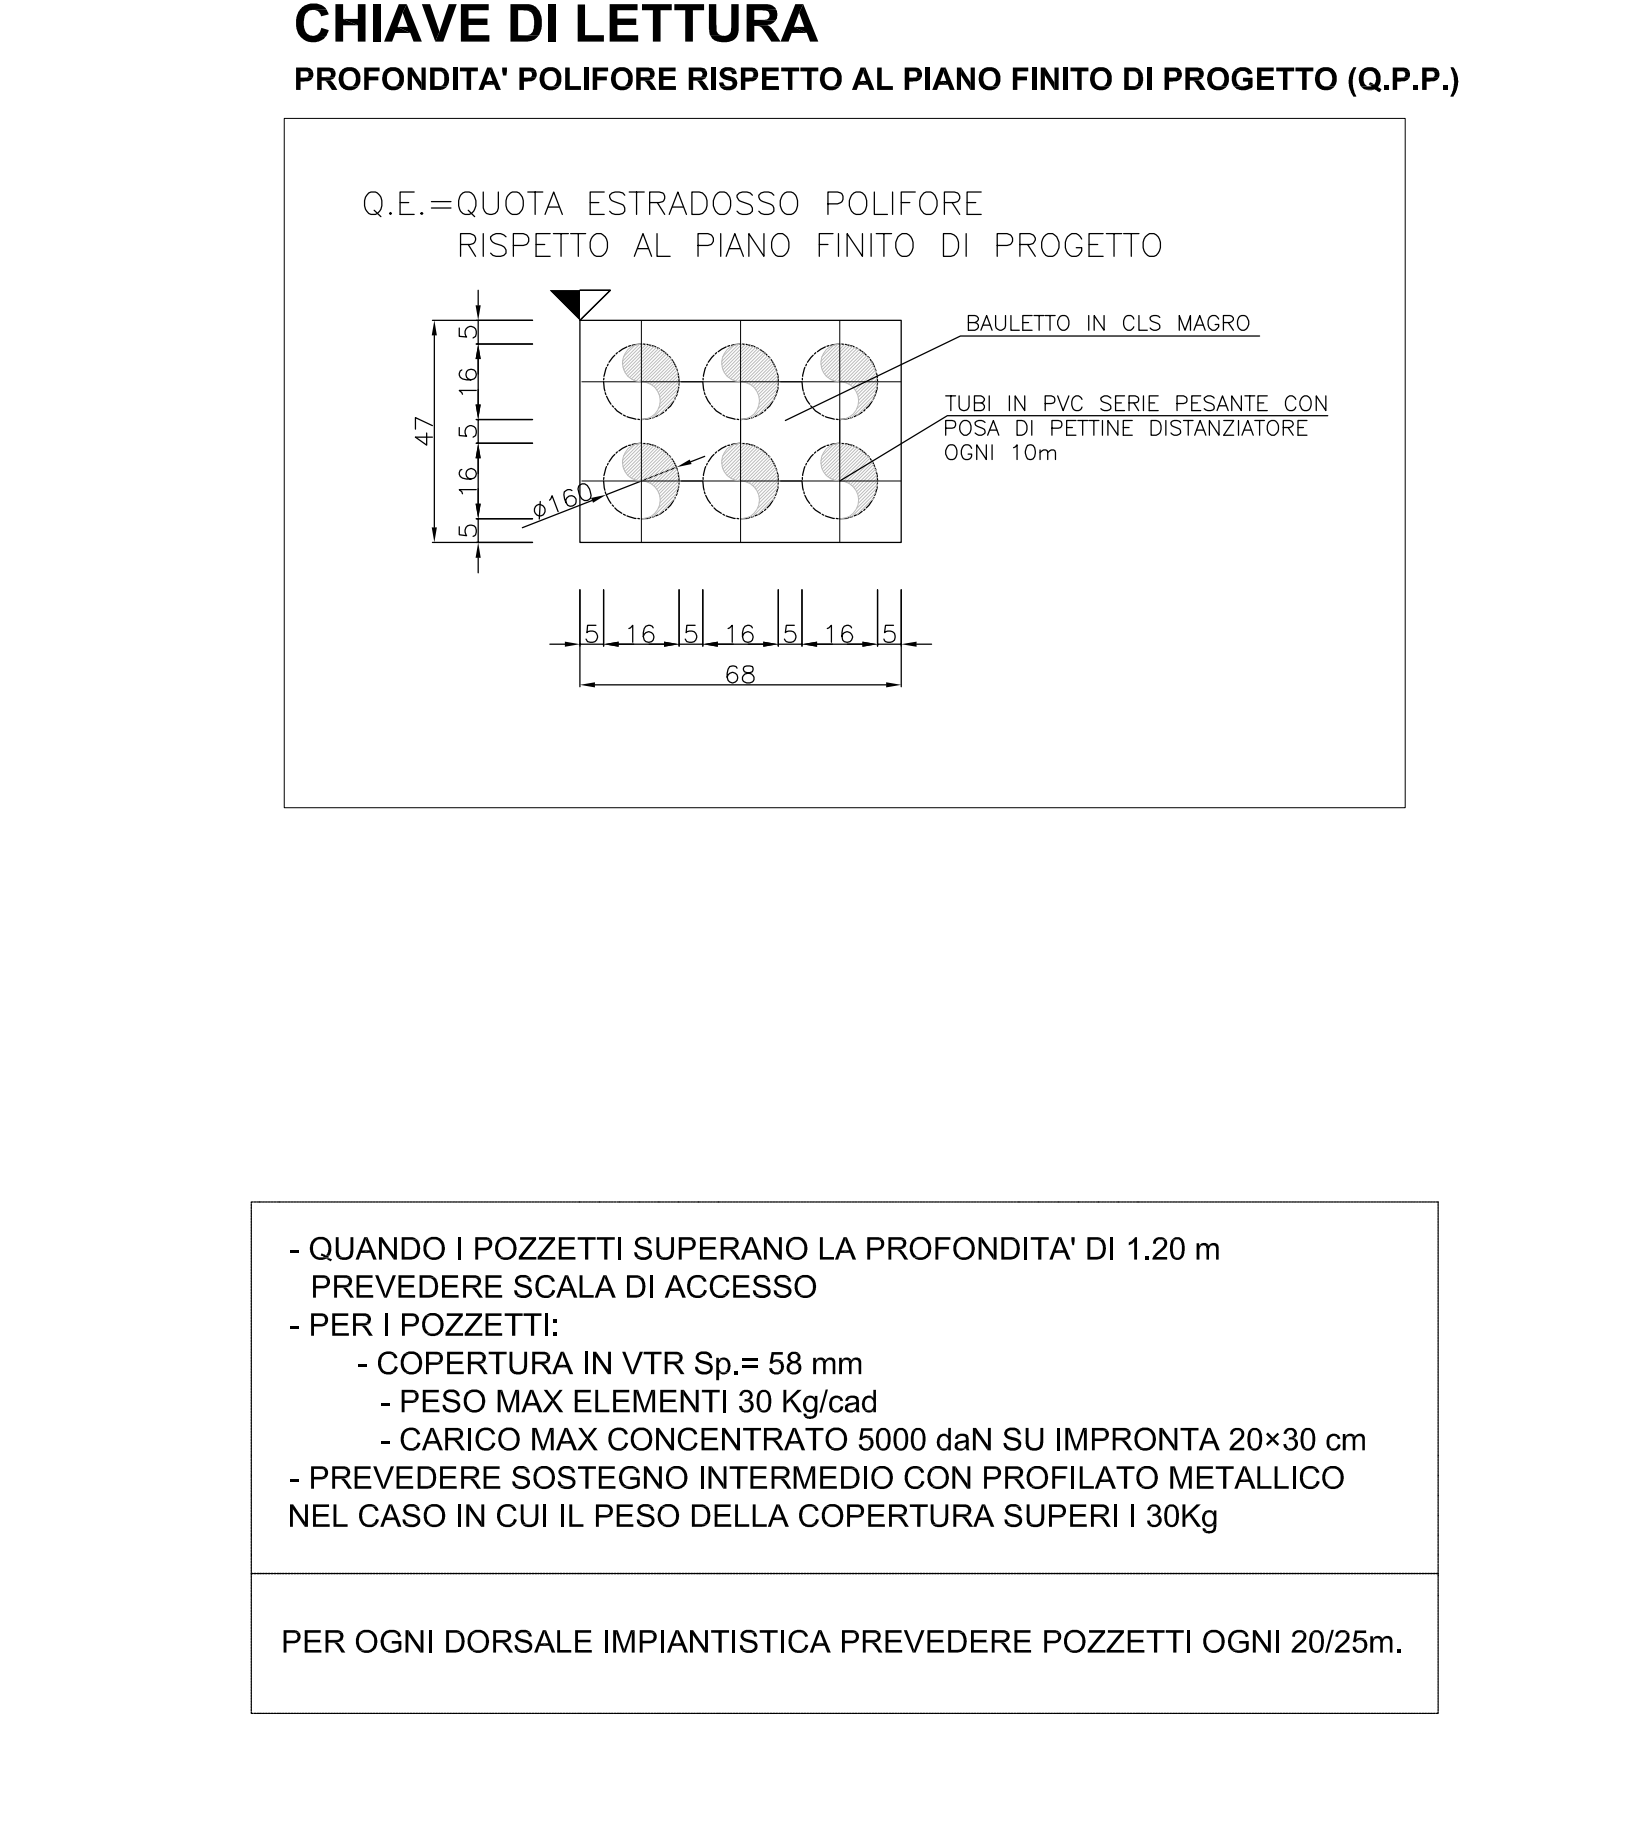 CHIAVE DI LETTURA
PROFONDITA' POLIFORE RISPETTO AL PIANO FINITO DI PROGETTO (Q.P.P.)
Q.E.=QUOTA ESTRADOSSO POLIFORE
RISPETTO AL PIANO FINITO DI PROGETTO
BAULETTO IN CLS MAGRO
TUBI IN PVC SERIE PESANTE CON
POSA DI PETTINE DISTANZIATORE
OGNI 10m
5
16
5
16
5
47
ø160
5 16 5 16 5 16 5
68
- QUANDO I POZZETTI SUPERANO LA PROFONDITA' DI 1.20 m
PREVEDERE SCALA DI ACCESSO
- PER I POZZETTI:
- COPERTURA IN VTR Sp.= 58 mm
- PESO MAX ELEMENTI 30 Kg/cad
- CARICO MAX CONCENTRATO 5000 daN SU IMPRONTA 20×30 cm
- PREVEDERE SOSTEGNO INTERMEDIO CON PROFILATO METALLICO
NEL CASO IN CUI IL PESO DELLA COPERTURA SUPERI I 30Kg
PER OGNI DORSALE IMPIANTISTICA PREVEDERE POZZETTI OGNI 20/25m.